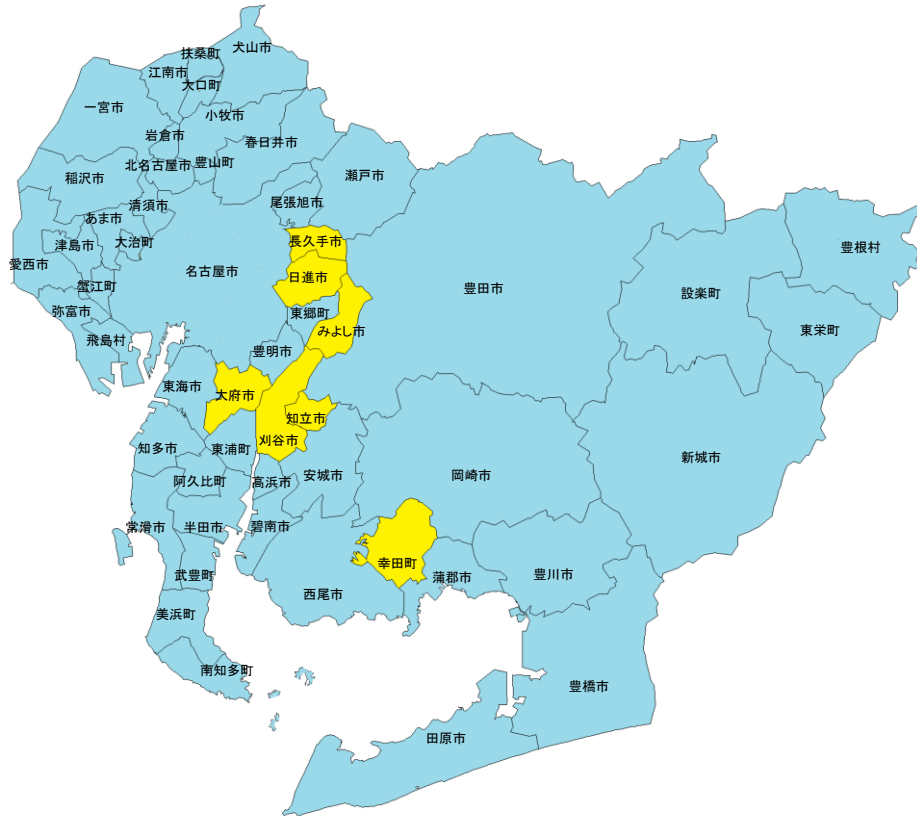 犬山市
扶桑町
江南市
大口町
一宮市
小牧市
岩倉市
春日井市
北名古屋市
豊山町
瀬戸市
稲沢市
清須市
尾張旭市
あま市
津島市
大治町
長久手市
豊根村
愛西市
名古屋市
日進市
蟹江町
豊田市
設楽町
弥富市
東郷町
みよし市
東栄町
飛島村
豊明市
東海市
大府市
知立市
刈谷市
知多市
東浦町
新城市
阿久比町
高浜市
安城市
岡崎市
常滑市
半田市
碧南市
幸田町
武豊町
蒲郡市
豊川市
西尾市
美浜町
南知多町
豊橋市
田原市